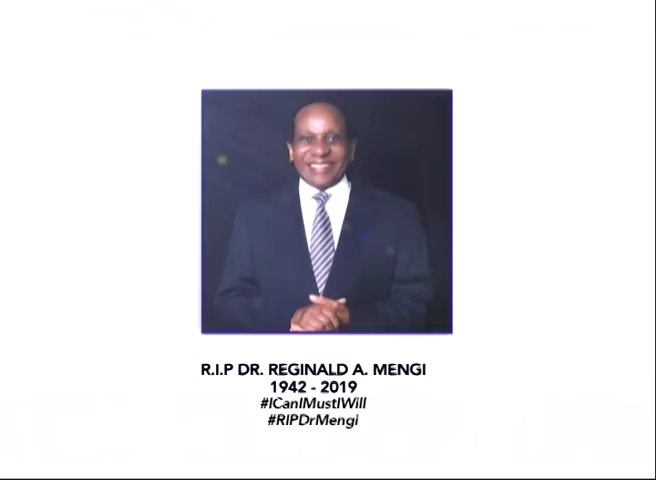 R.I.P DR. REGINALD A. MENGI
1942 - 2019
#ICanIMustIWill
#RIPDrMengi